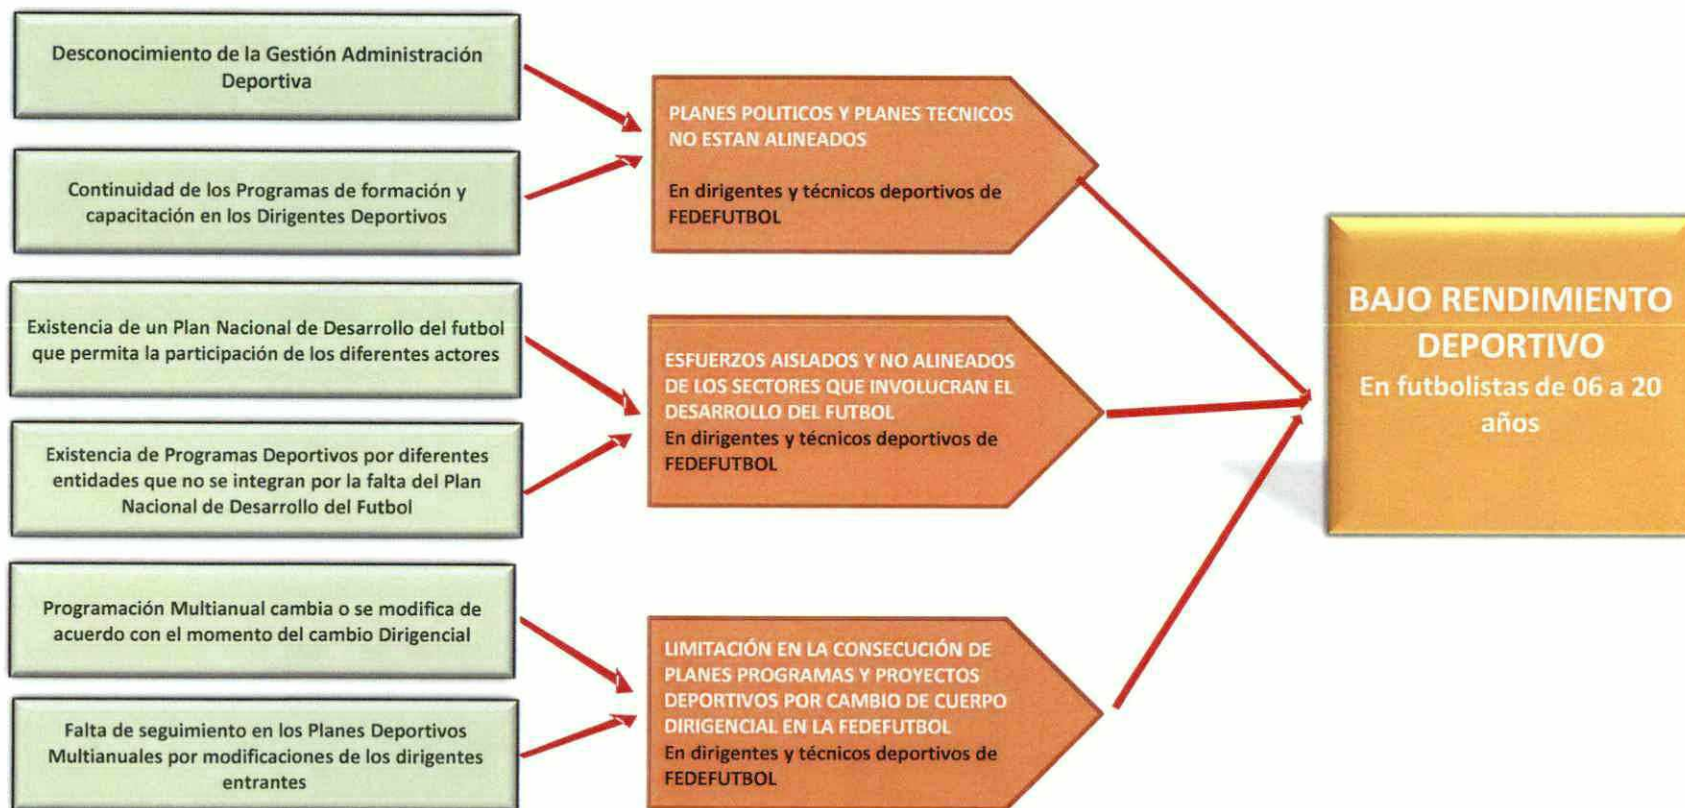 Desconocimiento de la Gestión Administración
Deportiva
Continuidad de los Programas de formación y
capacitación en los Dirigentes Deportivos
Existencia de un Plan Nacional de Desarrollo del futbol
que permita la participación de los diferentes actores
Existencia de Programas Deportivos por diferentes
entidades que no se integran por la falta del Plan
Nacional de Desarrollo del Futbol
Programación Multianual cambia o se modifica de
acuerdo con el momento del cambio Dirigencial
Falta de seguimiento en los Planes Deportivos
Multianuales por modificaciones de los dirigentes
entrantes
PLANES POLITICOS Y PLANES TECNICOS
NO ESTAN ALINEADOS
En dirigentes y técnicos deportivos de
FEDEFUTBOL
ESFUERZOS AISLADOS Y NO ALINEADOS
DE LOS SECTORES QUE INVOLUCRAN EL
DESARROLLO DEL FUTBOL
En dirigentes y técnicos deportivos de
FEDEFUTBOL
LIMITACIÓN EN LA CONSECUCIÓN DE
PLANES PROGRAMAS Y PROYECTOS
DEPORTIVOS POR CAMBIO DE CUERPO
DIRIGENCIAL EN LA FEDEFUTBOL
En dirigentes y técnicos deportivos de
FEDEFUTBOL
BAJO RENDIMIENTO
DEPORTIVO
En futbolistas de 06 a 20
años